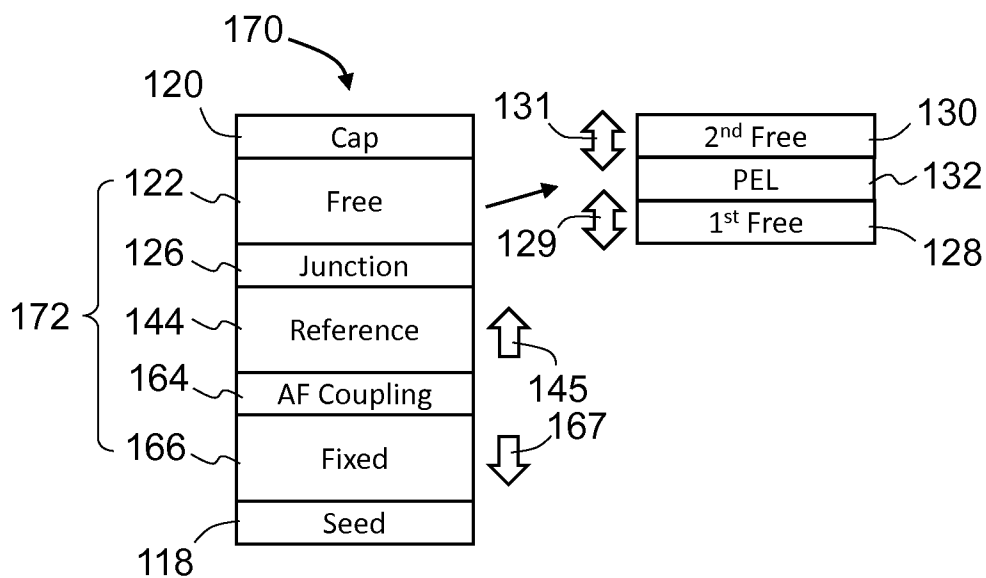 170
120
Cap
131
2nd Free
130
172
122
Free
PEL
132
126
Junction
129
1st Free
128
144
Reference
145
164
AF Coupling
167
166
Fixed
118
Seed